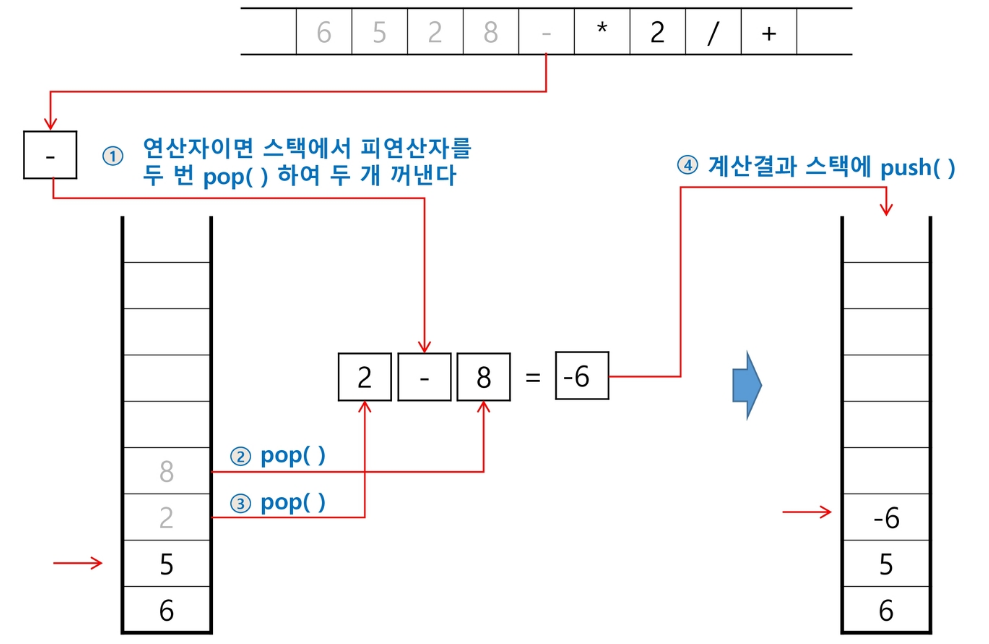 6 5 2 8 - * 2 / +
-
① 연산자이면 스택에서 피연산자를
두 번 pop( ) 하여 두 개 꺼낸다
④ 계산결과 스택에 push( )
2 - 8 = -6
② pop( )
③ pop( )
8
2
5
6
-6
5
6